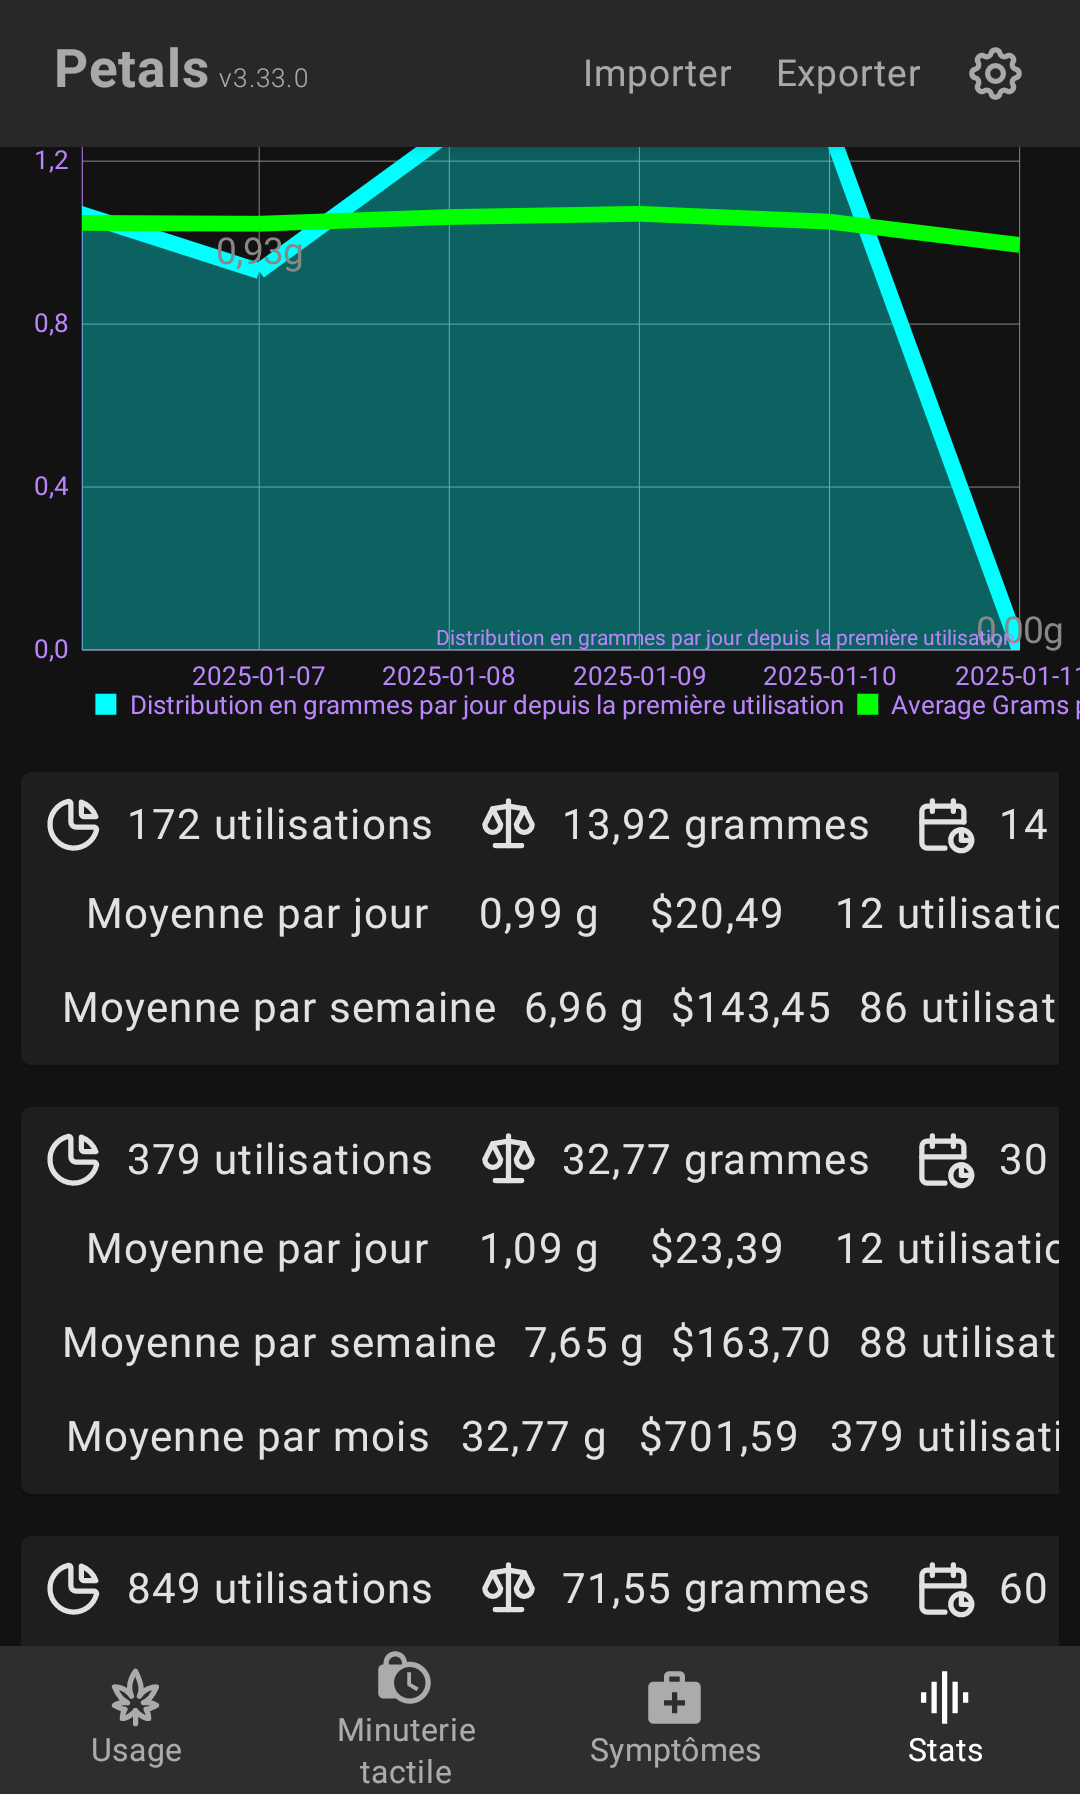 Petals v3.33.0 Importer Exporter
1,2
0,93g
0,8
0,4
0,00g
Distribution en grammes par jour depuis la première utilisation
0,0
2025-01-07 2025-01-08 2025-01-09 2025-01-10 2025-01-11
Distribution en grammes par jour depuis la première utilisation Average Grams
172 utilisations 13,92 grammes 14
Moyenne par jour 0,99 g $20,49 12
Moyenne par semaine 6,96 g $143,45 86
379 utilisations 32,77 grammes 30
Moyenne par jour 1,09 g $23,39 12
Moyenne par semaine 7,65 g $163,70 88
Moyenne par mois 32,77 g $701,59 379
849 utilisations 71,55 grammes 60
Usage
Minuterie
tactile
Symptômes
Stats